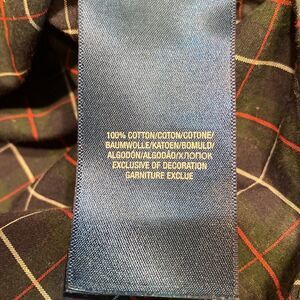 100% COTTON/COTON/COTONE/
BAUMWOLLE/KATOEN/BOMULD/
ALGODÓN/ALGODÃO/ХЛОПОК
EXCLUSIVE OF DECORATION
GARNITURE EXCLUE